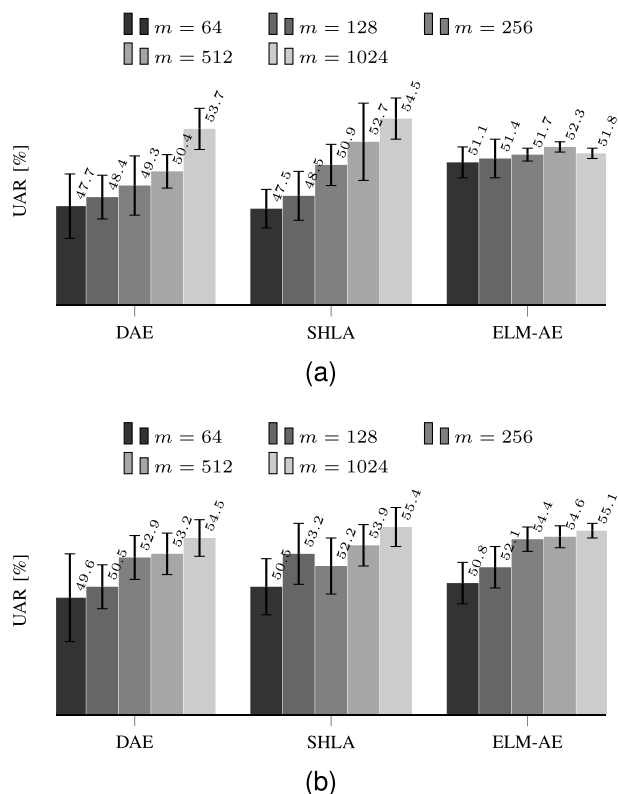 m = 64 m = 128 m = 256
m = 512 m = 1024
UAR [%]
47.7 48.4 49.3 50.4 53.7 47.5 48.5 50.9 52.7 54.5 51.1 51.4 51.7 52.3 51.8
DAE SHLA ELM-AE
(a)
m = 64 m = 128 m = 256
m = 512 m = 1024
UAR [%]
49.6 50.5 52.9 53.2 54.5 50.5 53.2 52.2 53.9 55.4 50.8 52.1 54.4 54.6 55.1
DAE SHLA ELM-AE
(b)